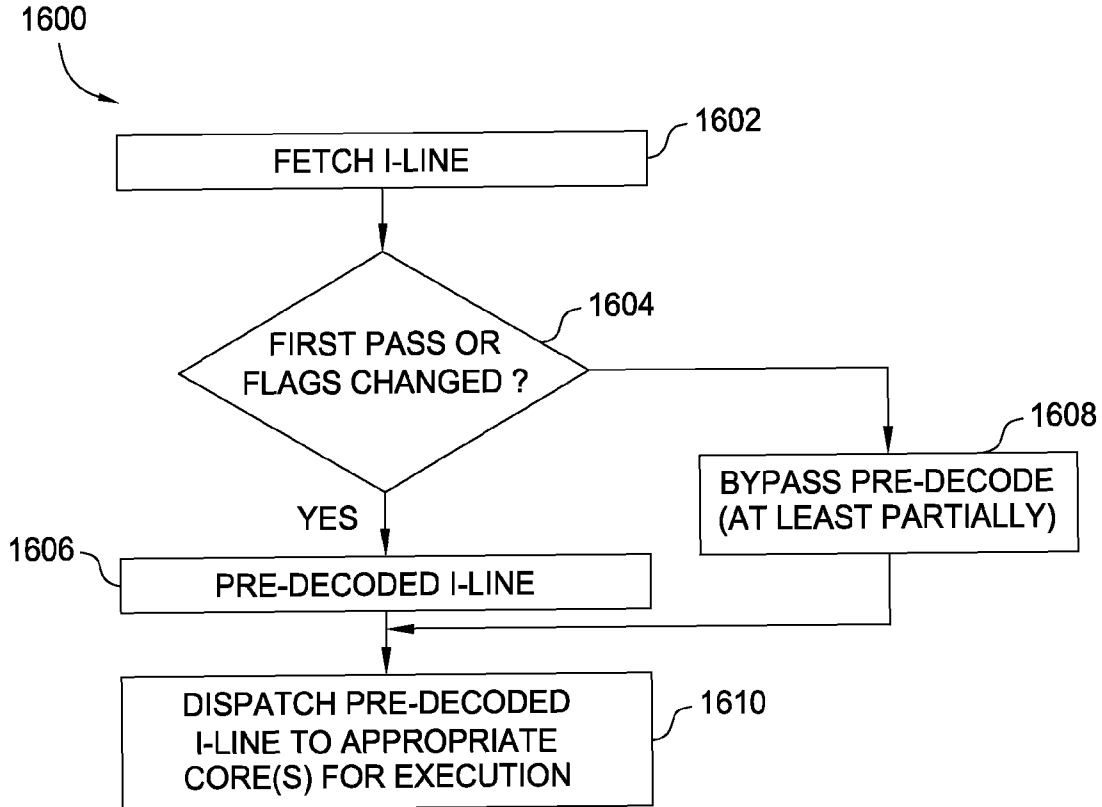 1600
1602
FETCH I-LINE
1604
FIRST PASS OR
FLAGS CHANGED ?
1608
BYPASS PRE-DECODE
(AT LEAST PARTIALLY)
YES
1606
PRE-DECODED I-LINE
1610
DISPATCH PRE-DECODED
I-LINE TO APPROPRIATE
CORE(S) FOR EXECUTION